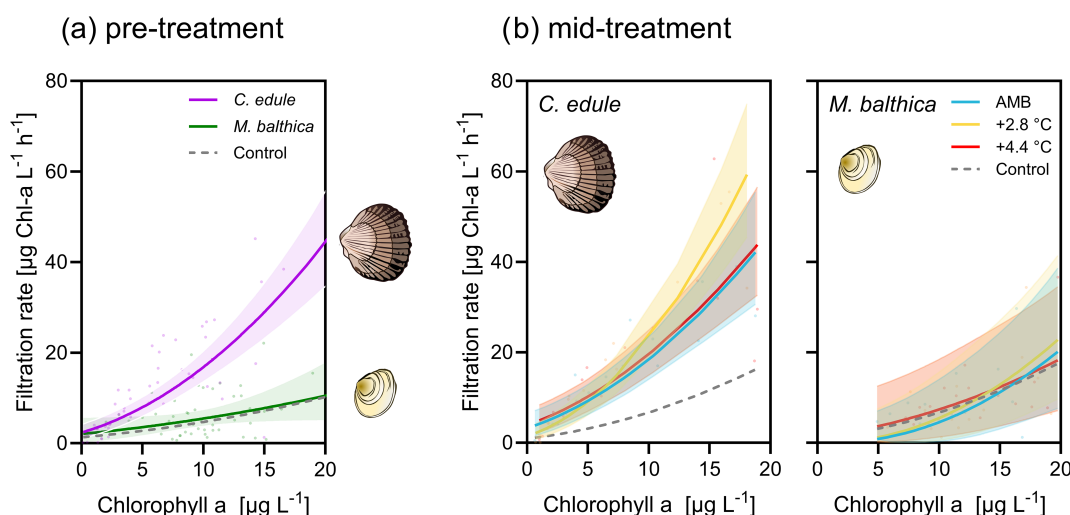 (a) pre-treatment
Filtration rate [µg Chl-a L⁻¹ h⁻¹]
80
60
40
20
0
C. edule
M. balthica
Control
0 5 10 15 20
Chlorophyll a [µg L⁻¹]
(b) mid-treatment
Filtration rate [µg Chl-a L⁻¹ h⁻¹]
80
60
40
20
0
C. edule
0 5 10 15 20
Chlorophyll a [µg L⁻¹]
M. balthica
AMB
+2.8 °C
+4.4 °C
Control
0 5 10 15 20
Chlorophyll a [µg L⁻¹]